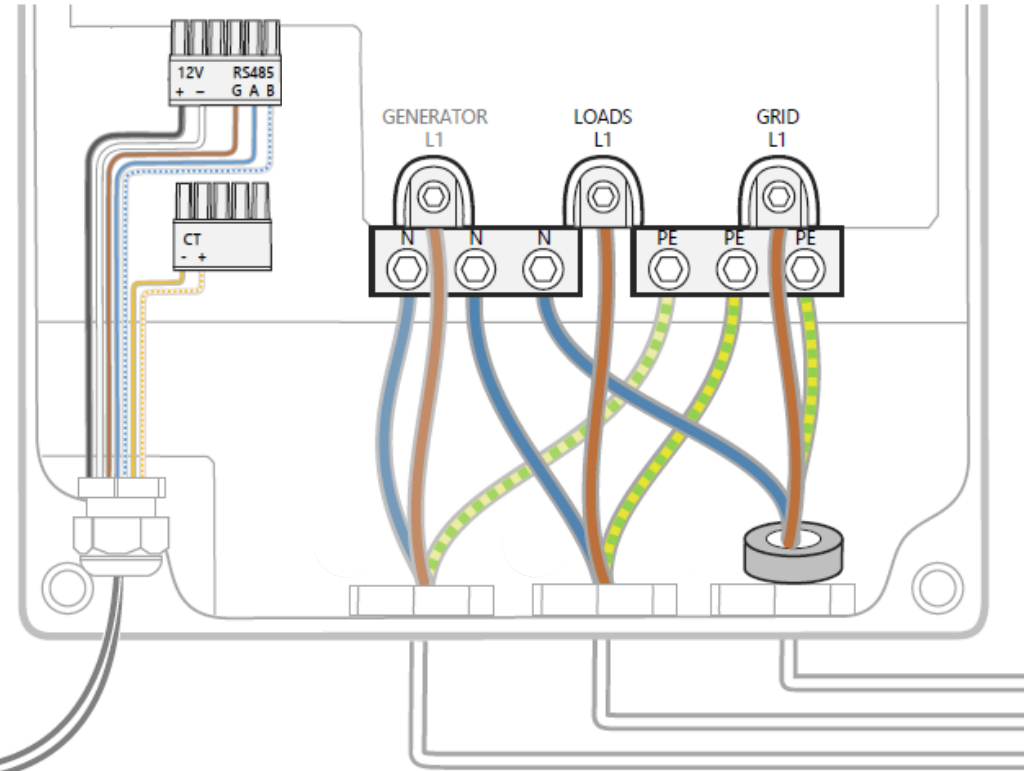 12V RS485
+ − G A B
CT
- +
GENERATOR
L1
LOADS
L1
GRID
L1
N N N PE PE PE